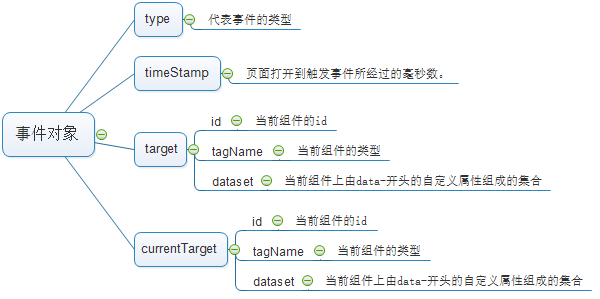 事件对象
type
代表事件的类型
timeStamp
页面打开到触发事件所经过的毫秒数。
target
id
当前组件的id
tagName
当前组件的类型
dataset
当前组件上由data-开头的自定义属性组成的集合
currentTarget
id
当前组件的id
tagName
当前组件的类型
dataset
当前组件上由data-开头的自定义属性组成的集合